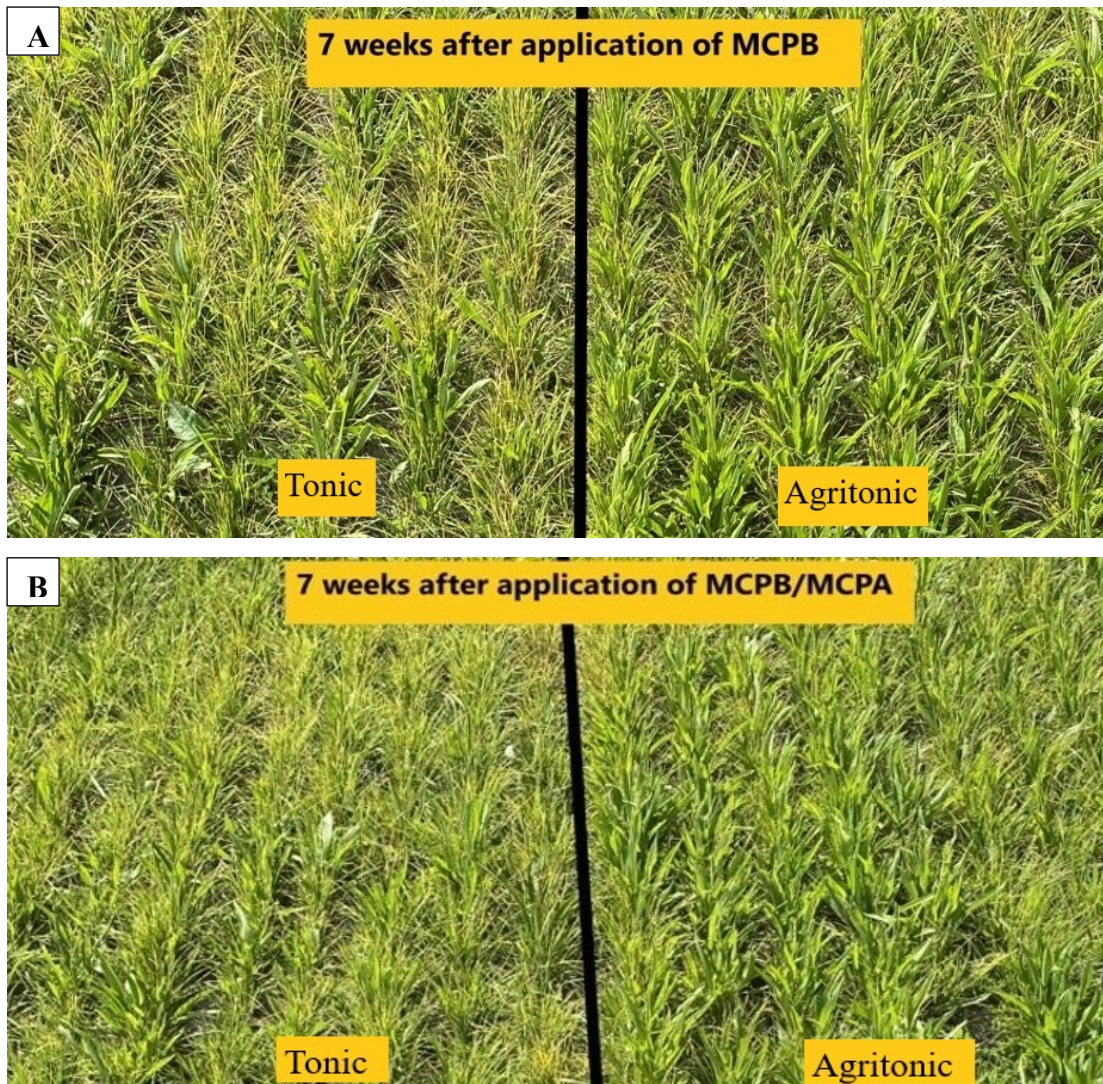 A
7 weeks after application of MCPB
Tonic
Agritonic
B
7 weeks after application of MCPB/MCPA
Tonic
Agritonic